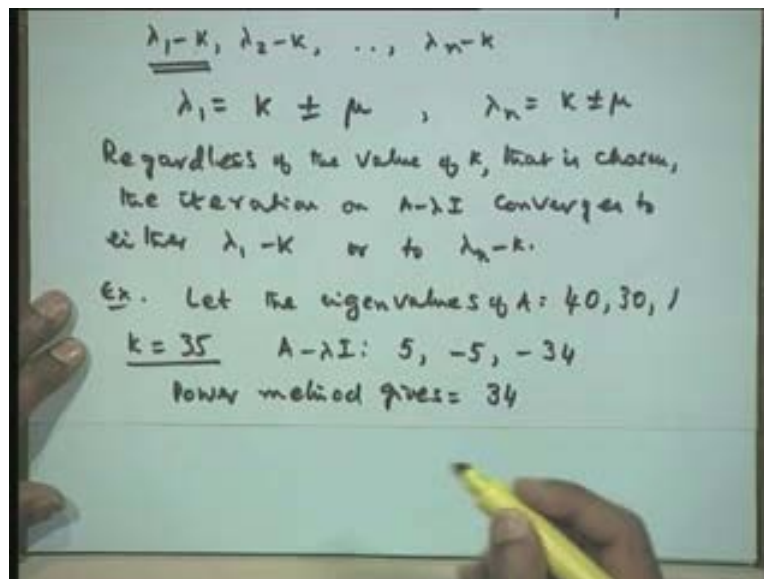 λ₁-K, λ₂-K, .., λₙ-K
λ₁ = K ± μ , λₙ = K ± μ
Regardless of the value of K, that is chosen,
the iteration on A-λI converges to
either λ₁-K or to λₙ-K.
Ex. Let the eigenvalues of A: 40, 30, 1
K = 35 A-λI: 5, -5, -34
Power method gives = 34